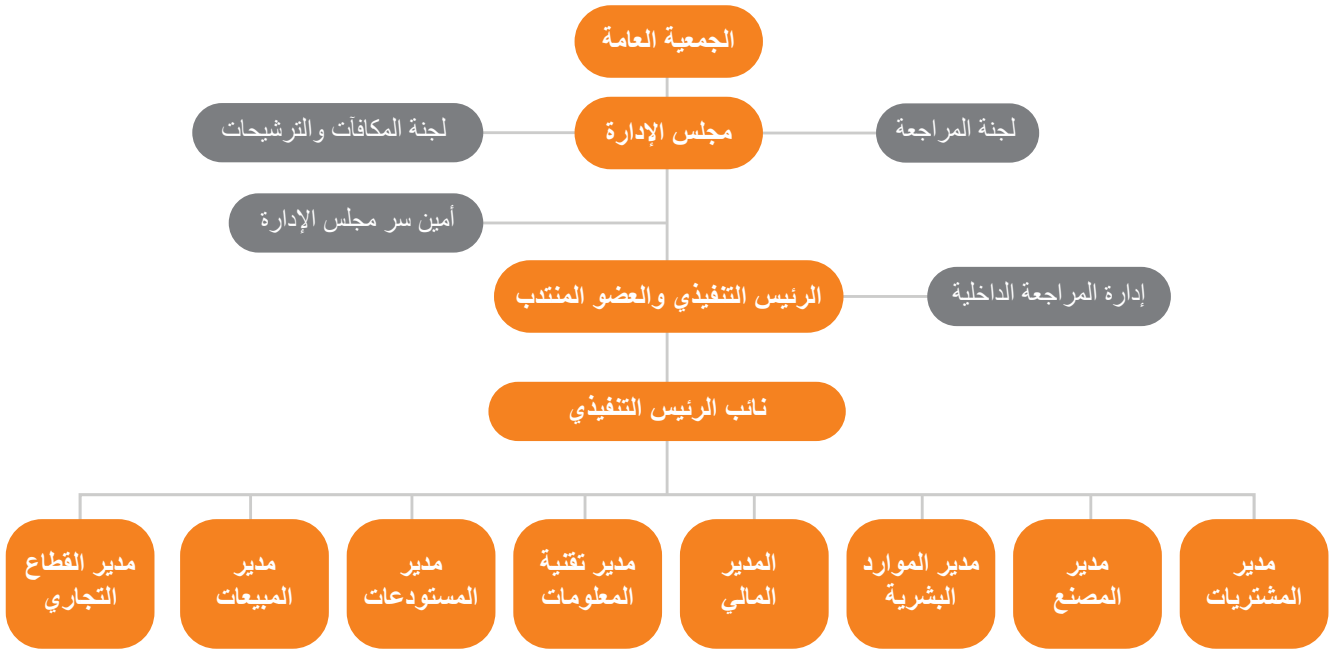 الجمعية العامة
مجلس الإدارة
لجنة المراجعة
لجنة المكافآت والترشيحات
أمين سر مجلس الإدارة
الرئيس التنفيذي والعضو المنتدب
إدارة المراجعة الداخلية
نائب الرئيس التنفيذي
مدير
المشتريات
مدير
المصنع
مدير الموارد
البشرية
المدير
المالي
مدير تقنية
المعلومات
مدير
المستودعات
مدير
المبيعات
مدير القطاع
التجاري